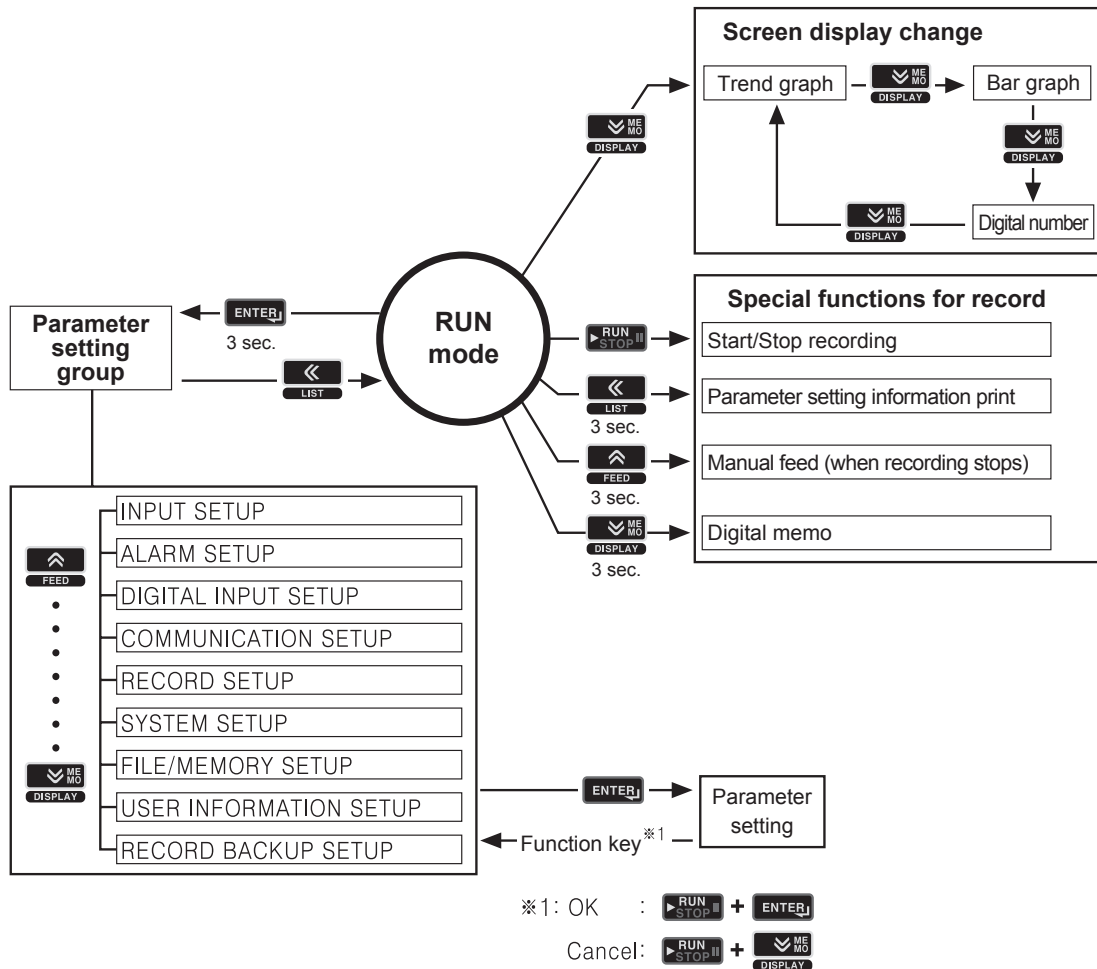 Screen display change
Trend graph
ME
MO
DISPLAY
Bar graph
ME
MO
DISPLAY
ME
MO
DISPLAY
Digital number
ME
MO
DISPLAY
Parameter
setting
group
ENTER
3 sec.
LIST
RUN
mode
Special functions for record
RUN
STOP
Start/Stop recording
LIST
3 sec.
Parameter setting information print
FEED
3 sec.
Manual feed (when recording stops)
ME
MO
DISPLAY
3 sec.
Digital memo
FEED
ME
MO
DISPLAY
INPUT SETUP
ALARM SETUP
DIGITAL INPUT SETUP
COMMUNICATION SETUP
RECORD SETUP
SYSTEM SETUP
FILE/MEMORY SETUP
USER INFORMATION SETUP
RECORD BACKUP SETUP
ENTER
Function key※1
Parameter
setting
※1: OK : RUN STOP + ENTER
Cancel: RUN STOP + ME MO DISPLAY